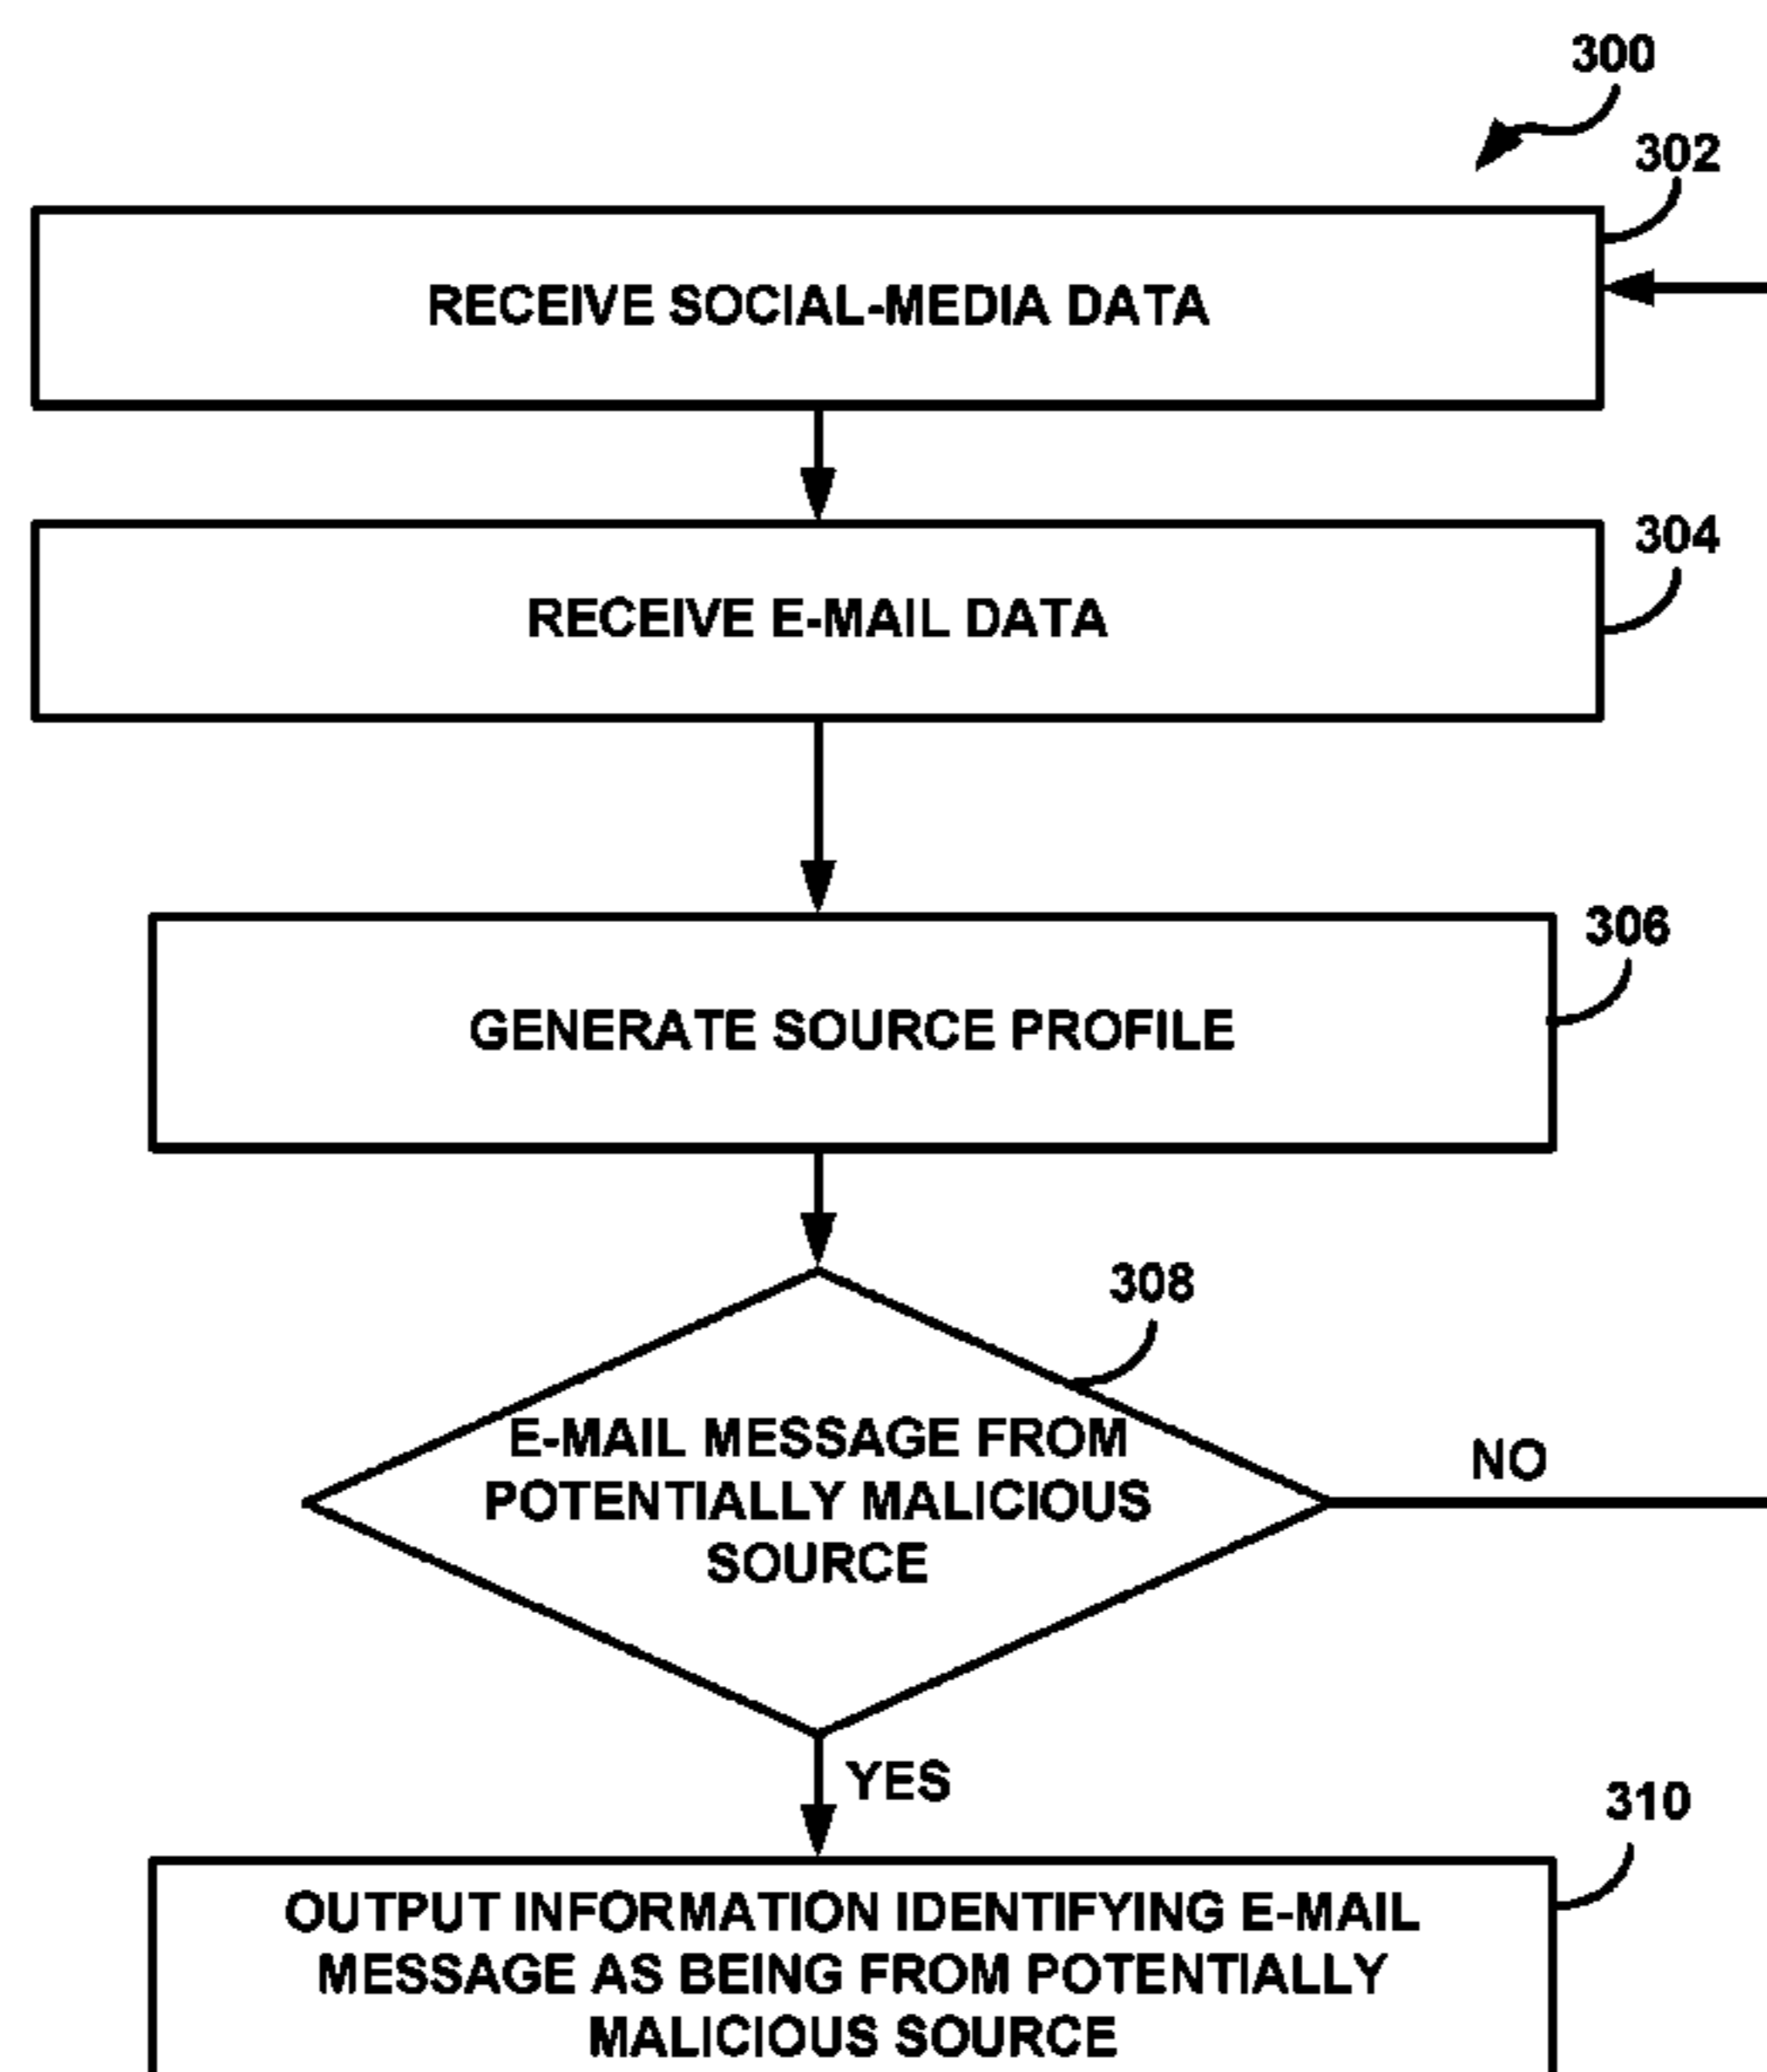 300
302
RECEIVE SOCIAL-MEDIA DATA
304
RECEIVE E-MAIL DATA
306
GENERATE SOURCE PROFILE
308
E-MAIL MESSAGE FROM
POTENTIALLY MALICIOUS
SOURCE
NO
YES
310
OUTPUT INFORMATION IDENTIFYING E-MAIL
MESSAGE AS BEING FROM POTENTIALLY
MALICIOUS SOURCE